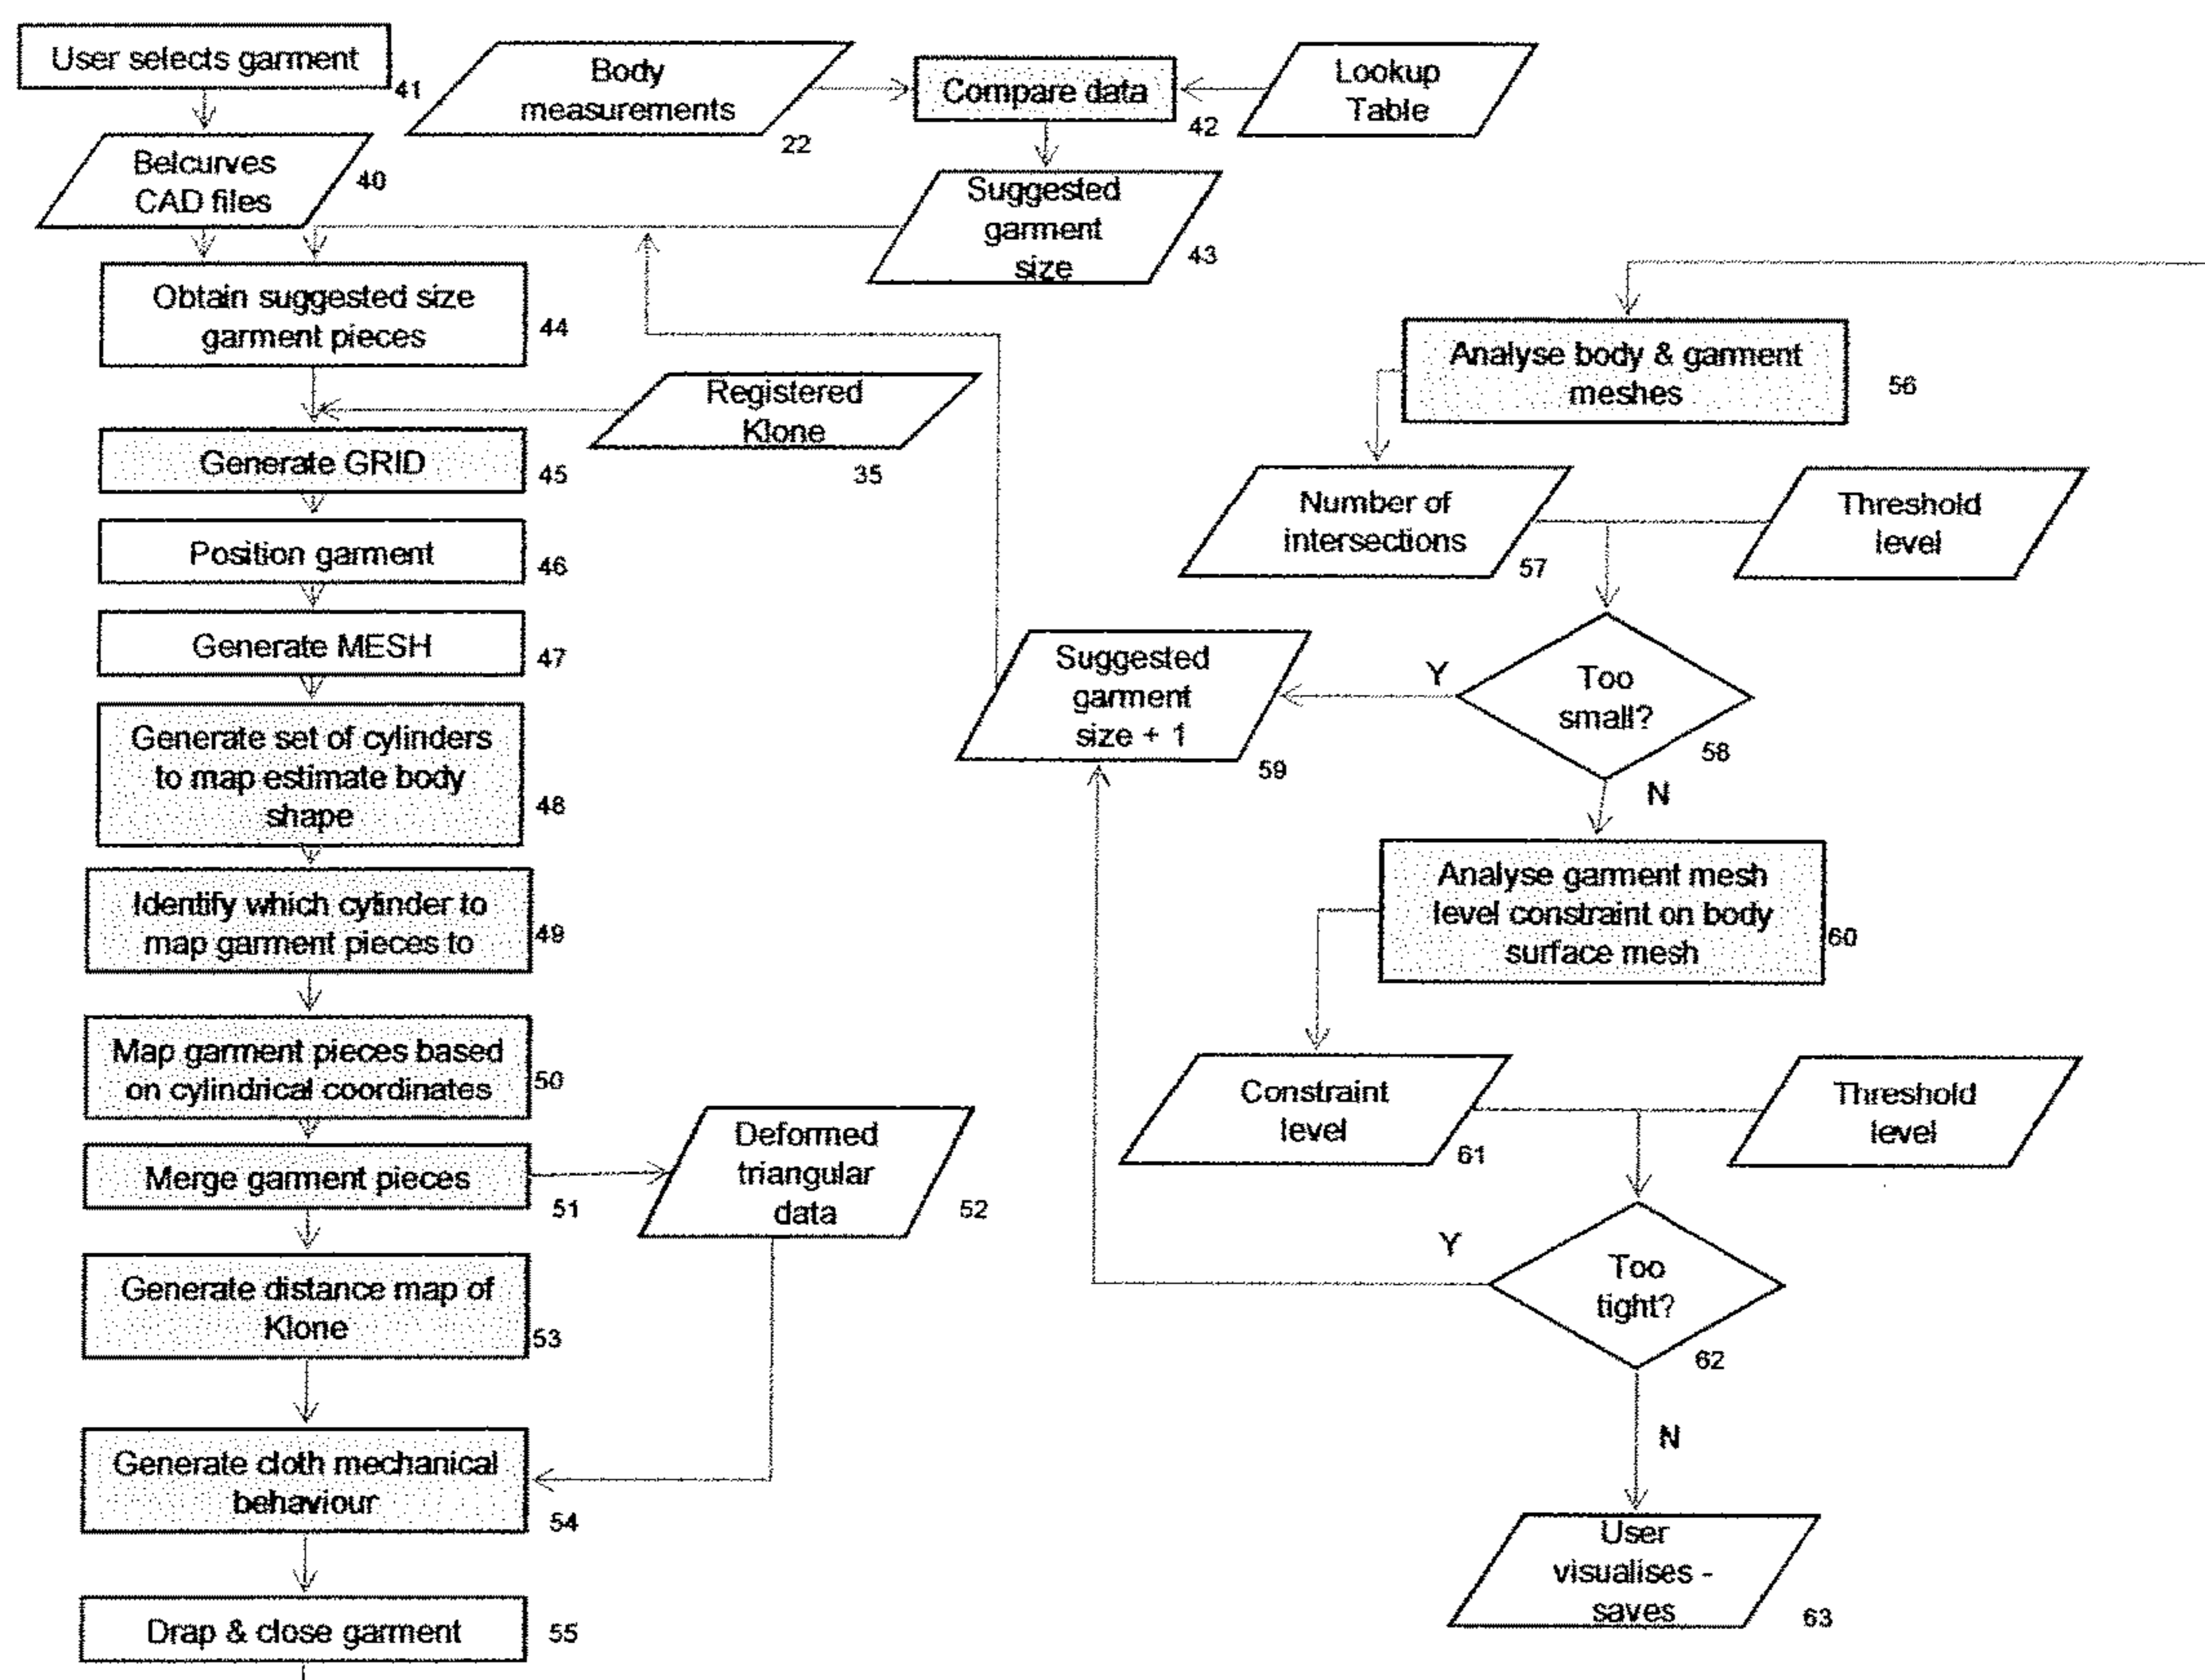 User selects garment
41
Body
measurements
22
Compare data
42
Lookup
Table
Belcurves
CAD files
40
Suggested
garment
size
43
Obtain suggested size
garment pieces
44
Registered
Klone
35
Generate GRID
45
Position garment
46
Generate MESH
47
Generate set of cylinders
to map estimate body
shape
48
Identify which cylinder to
map garment pieces to
49
Map garment pieces based
on cylindrical coordinates
50
Merge garment pieces
51
Deformed
triangular
data
52
Generate distance map of
Klone
53
Generate cloth mechanical
behaviour
54
Drap & close garment
55
Analyse body & garment
meshes
56
Number of
intersections
57
Threshold
level
Too
small?
58
Y
N
Suggested
garment
size + 1
59
Analyse garment mesh
level constraint on body
surface mesh
60
Constraint
level
61
Threshold
level
Too
tight?
62
Y
N
User
visualises -
saves
63